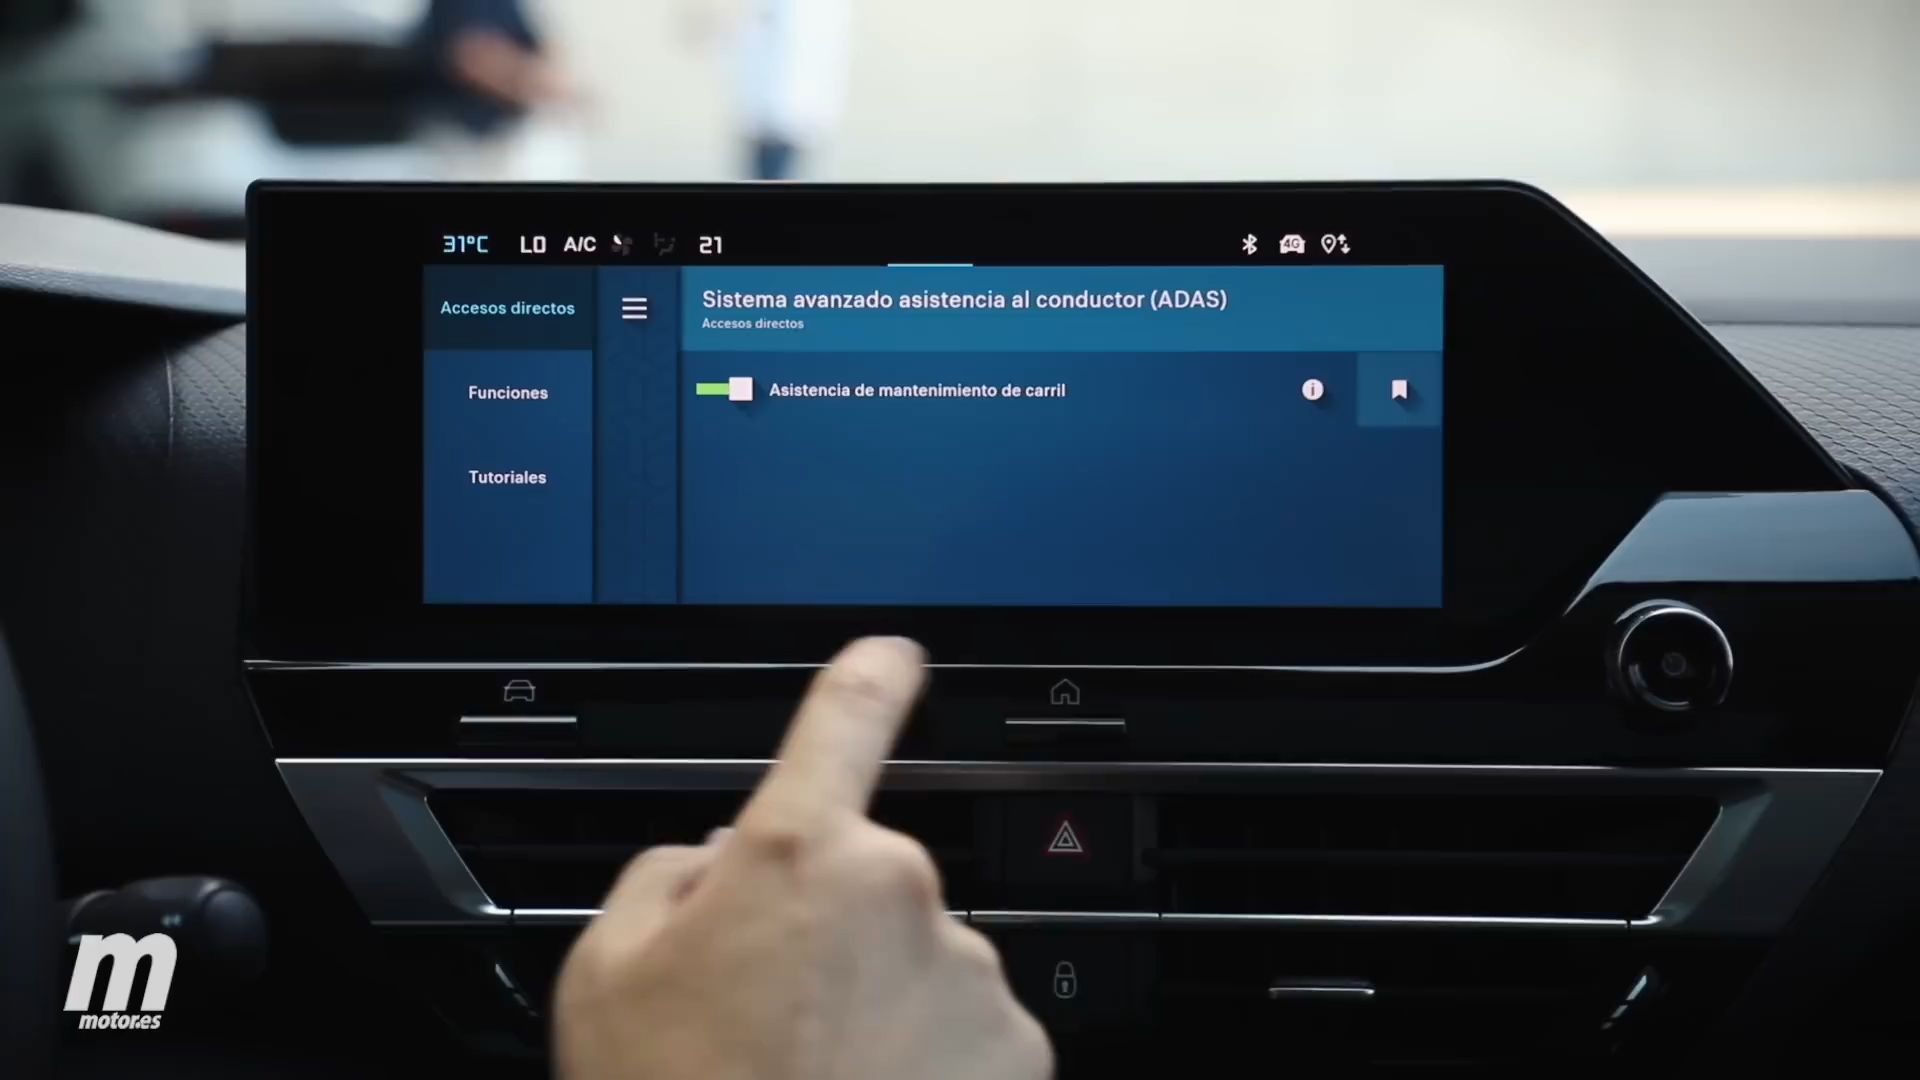 31°C LO A/C 21 4G
Accesos directos
Funciones
Tutoriales
Sistema avanzado asistencia al conductor (ADAS)
Accesos directos
Asistencia de mantenimiento de carril
m
motor.es